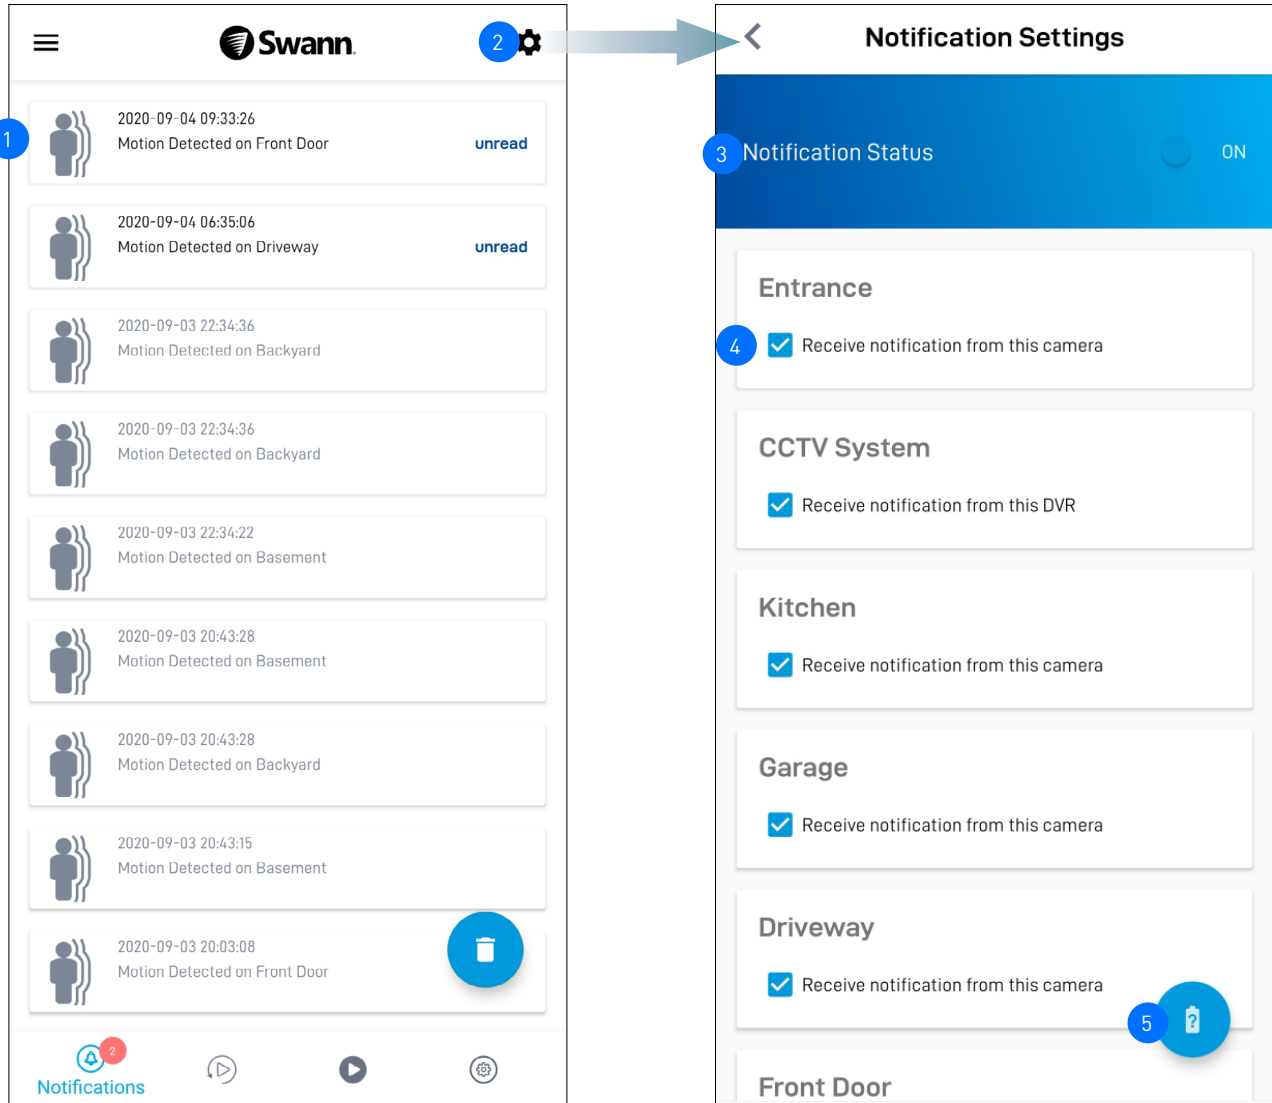 Swann
2
1
2020-09-04 09:33:26
Motion Detected on Front Door
unread
2020-09-04 06:35:06
Motion Detected on Driveway
unread
2020-09-03 22:34:36
Motion Detected on Backyard
2020-09-03 22:34:36
Motion Detected on Backyard
2020-09-03 22:34:22
Motion Detected on Basement
2020-09-03 20:43:28
Motion Detected on Basement
2020-09-03 20:43:28
Motion Detected on Backyard
2020-09-03 20:43:15
Motion Detected on Basement
2020-09-03 20:03:08
Motion Detected on Front Door
2
Notifications
Notification Settings
3 Notification Status ON
Entrance
4 Receive notification from this camera
CCTV System
Receive notification from this DVR
Kitchen
Receive notification from this camera
Garage
Receive notification from this camera
Driveway
Receive notification from this camera
5 ?
Front Door